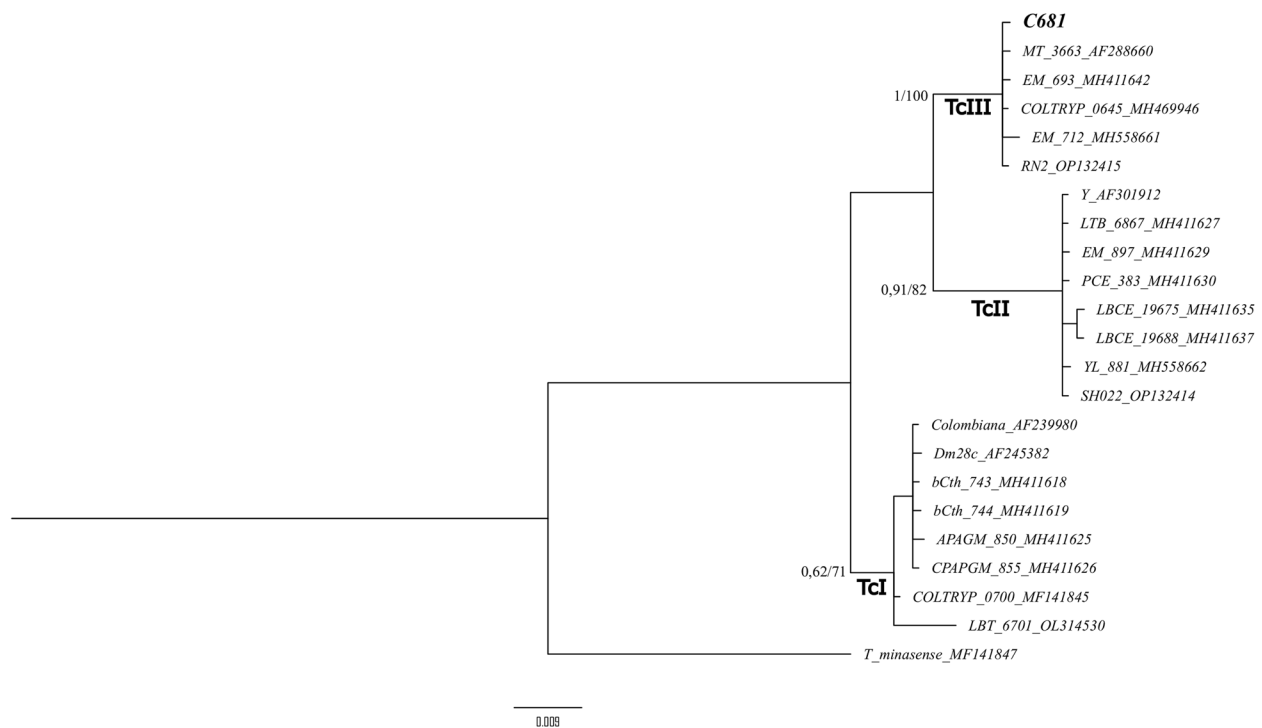 C681
MT_3663_AF288660
1/100
EM_693_MH411642
TcIII
COLTRYP_0645_MH469946
EM_712_MH558661
RN2_OP132415
Y_AF301912
LTB_6867_MH411627
EM_897_MH411629
0,91/82
PCE_383_MH411630
TcII
LBCE_19675_MH411635
LBCE_19688_MH411637
YL_881_MH558662
SH022_OP132414
Colombiana_AF239980
Dm28c_AF245382
bCth_743_MH411618
bCth_744_MH411619
APAGM_850_MH411625
0,62/71
CPAPGM_855_MH411626
TcI
COLTRYP_0700_MF141845
LBT_6701_OL314530
T_minasense_MF141847
0.009